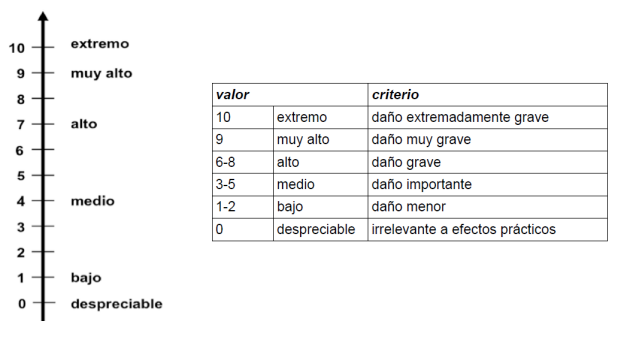 10 extremo
9 muy alto
8
7 alto
6
5
4 medio
3
2
1 bajo
0 despreciable
valor criterio
10 extremo daño extremadamente grave
9 muy alto daño muy grave
6-8 alto daño grave
3-5 medio daño importante
1-2 bajo daño menor
0 despreciable irrelevante a efectos prácticos